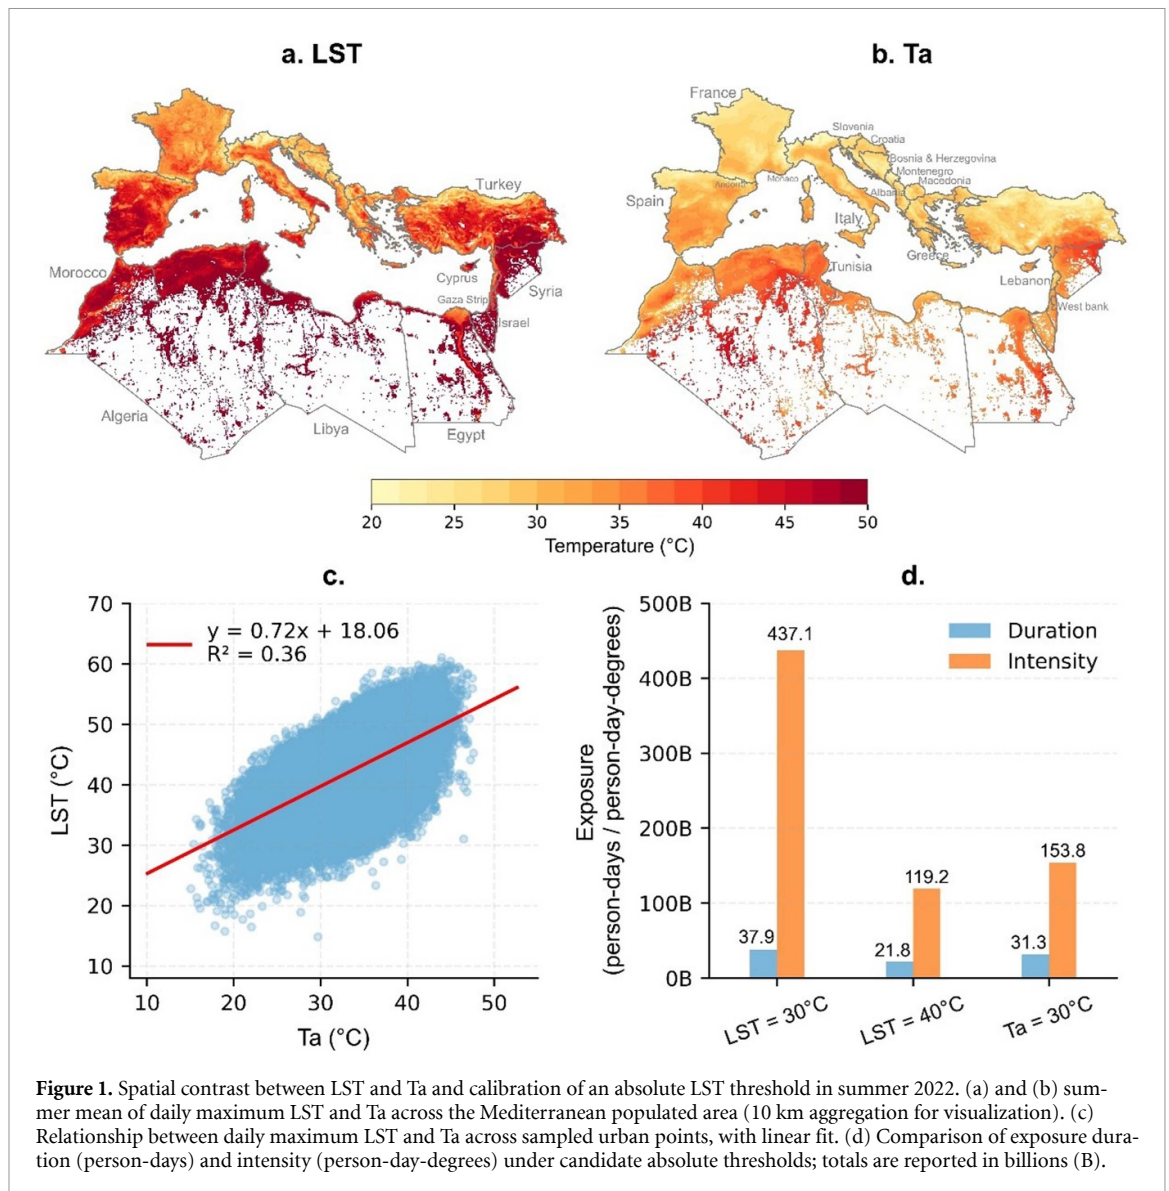 a. LST
b. Ta
Turkey
Morocco
Cyprus
Gaza Strip
Syria
Israel
Algeria
Libya
Egypt
France
Slovenia
Croatia
Bosnia & Herzegovina
Montenegro
Macedonia
Andorra
Monaco
Albania
Spain
Italy
Greece
Tunisia
Lebanon
West bank
20 25 30 35 40 45 50
Temperature (°C)
c.
70
60
50
40
30
20
10
LST (°C)
y = 0.72x + 18.06
R² = 0.36
10 20 30 40 50
Ta (°C)
d.
500B
400B
300B
200B
100B
0B
Exposure
(person-days / person-day-degrees)
Duration
Intensity
437.1
37.9
119.2
21.8
153.8
31.3
LST = 30°C
LST = 40°C
Ta = 30°C
Figure 1. Spatial contrast between LST and Ta and calibration of an absolute LST threshold in summer 2022. (a) and (b) sum-
mer mean of daily maximum LST and Ta across the Mediterranean populated area (10 km aggregation for visualization). (c)
Relationship between daily maximum LST and Ta across sampled urban points, with linear fit. (d) Comparison of exposure dura-
tion (person-days) and intensity (person-day-degrees) under candidate absolute thresholds; totals are reported in billions (B).